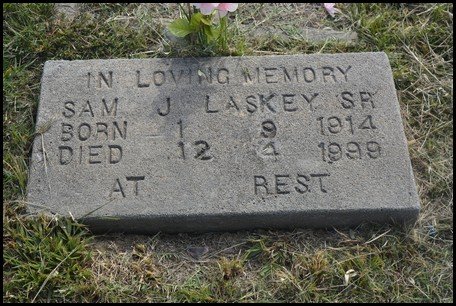 IN LOVING MEMORY
SAM J LASKEY SR
BORN 1 9 1914
DIED 12 4 1999
AT REST